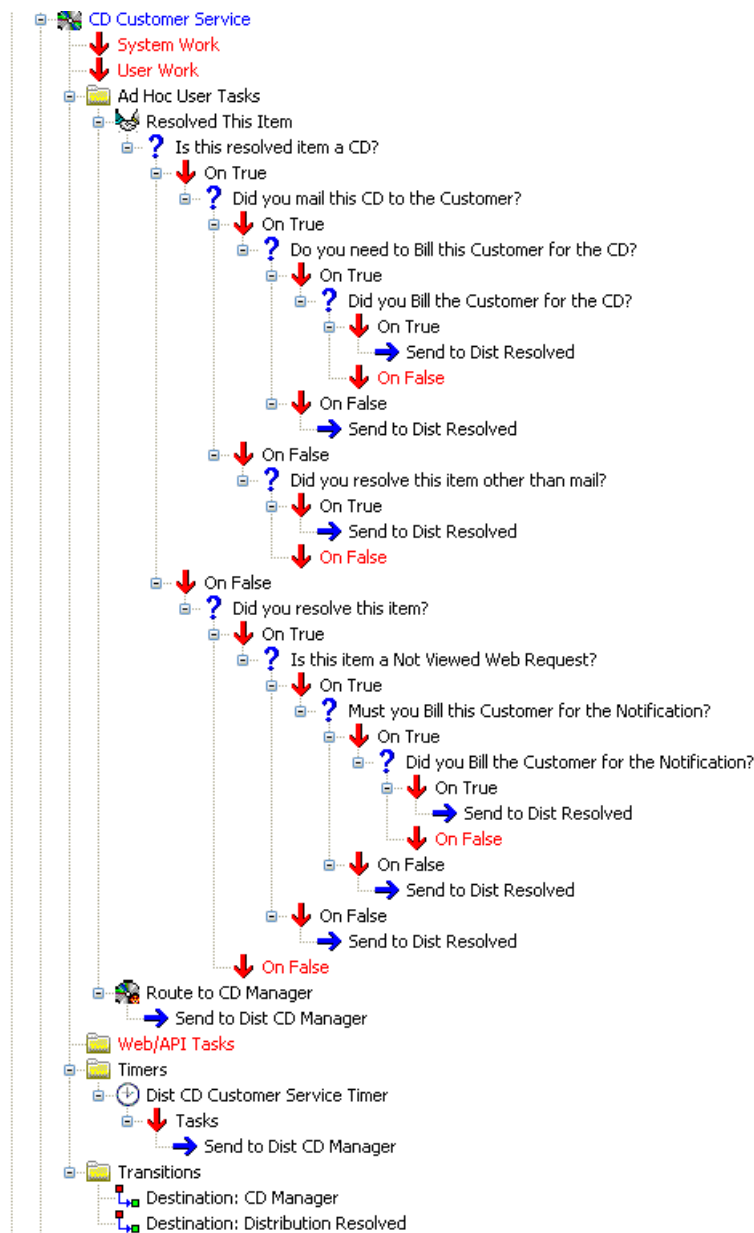 CD Customer Service
System Work
User Work
Ad Hoc User Tasks
Resolved This Item
Is this resolved item a CD?
On True
Did you mail this CD to the Customer?
On True
Do you need to Bill this Customer for the CD?
On True
Did you Bill the Customer for the CD?
On True
Send to Dist Resolved
On False
On False
Send to Dist Resolved
On False
Did you resolve this item other than mail?
On True
Send to Dist Resolved
On False
On False
Did you resolve this item?
On True
Is this item a Not Viewed Web Request?
On True
Must you Bill this Customer for the Notification?
On True
Did you Bill the Customer for the Notification?
On True
Send to Dist Resolved
On False
On False
Send to Dist Resolved
On False
Send to Dist Resolved
On False
Route to CD Manager
Send to Dist CD Manager
Web/API Tasks
Timers
Dist CD Customer Service Timer
Tasks
Send to Dist CD Manager
Transitions
Destination: CD Manager
Destination: Distribution Resolved